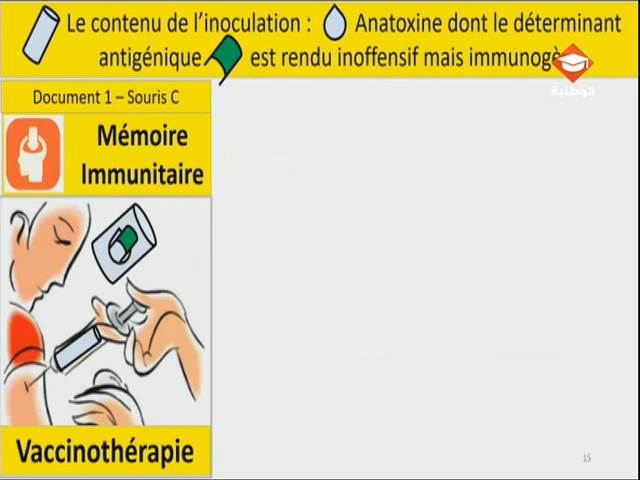 Le contenu de l'inoculation : Anatoxine dont le déterminant
antigénique est rendu inoffensif mais immunogè
الوطنية
Document 1 – Souris C
Mémoire
Immunitaire
Vaccinothérapie
15